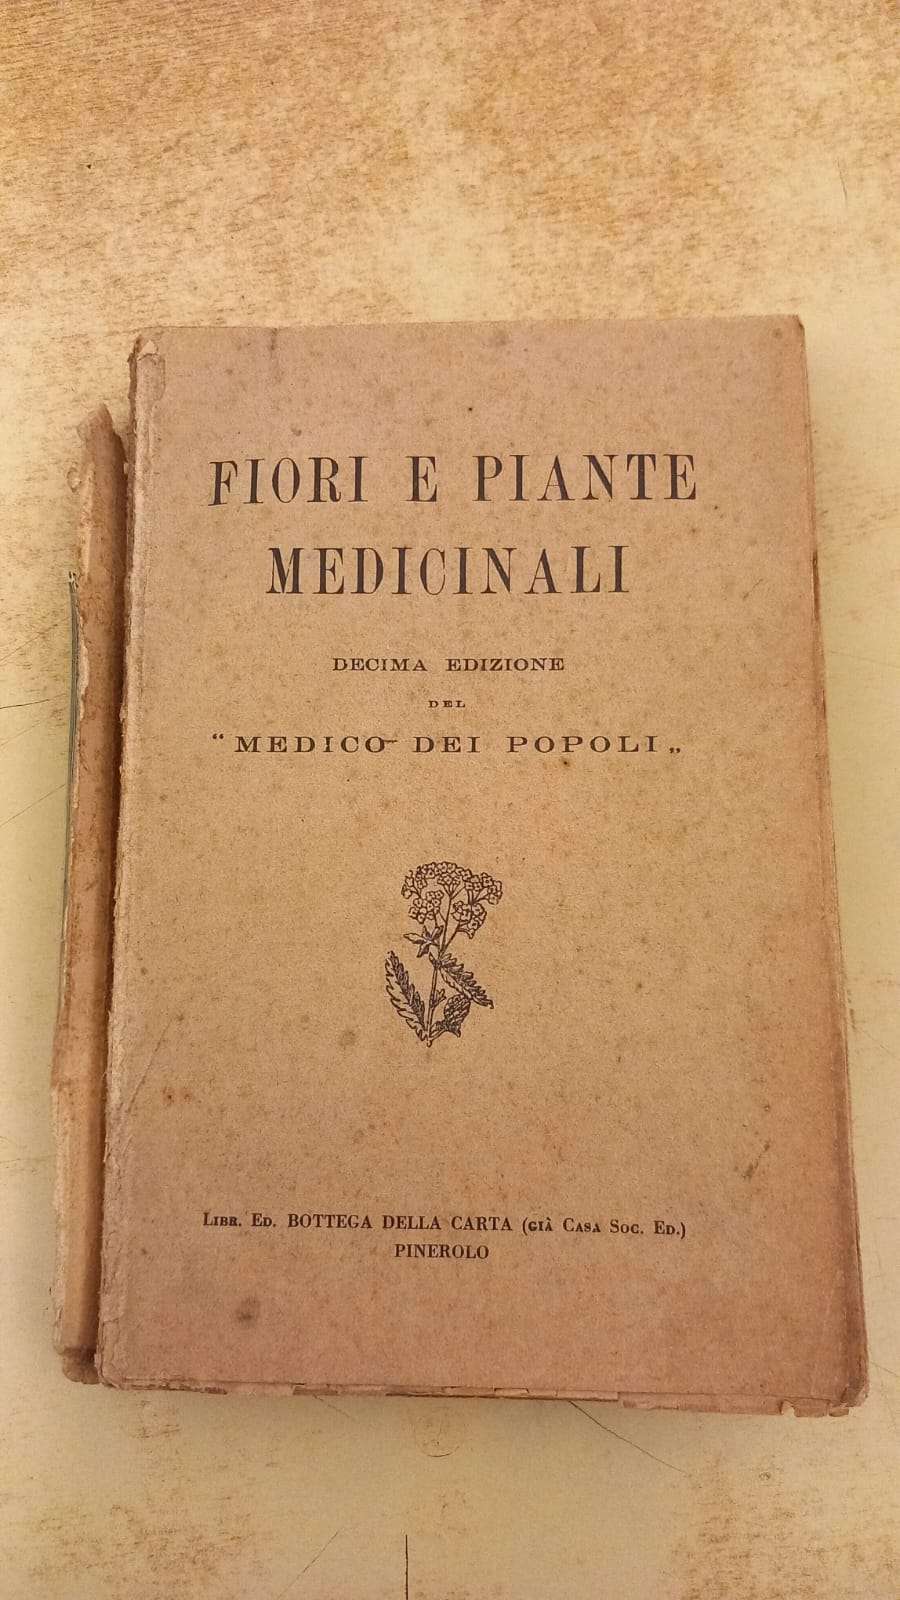 FIORI E PIANTE
MEDICINALI
DECIMA EDIZIONE
DEL
“ MEDICO DEI POPOLI „
LIBR. ED. BOTTEGA DELLA CARTA (GIÀ CASA SOC. ED.)
PINEROLO